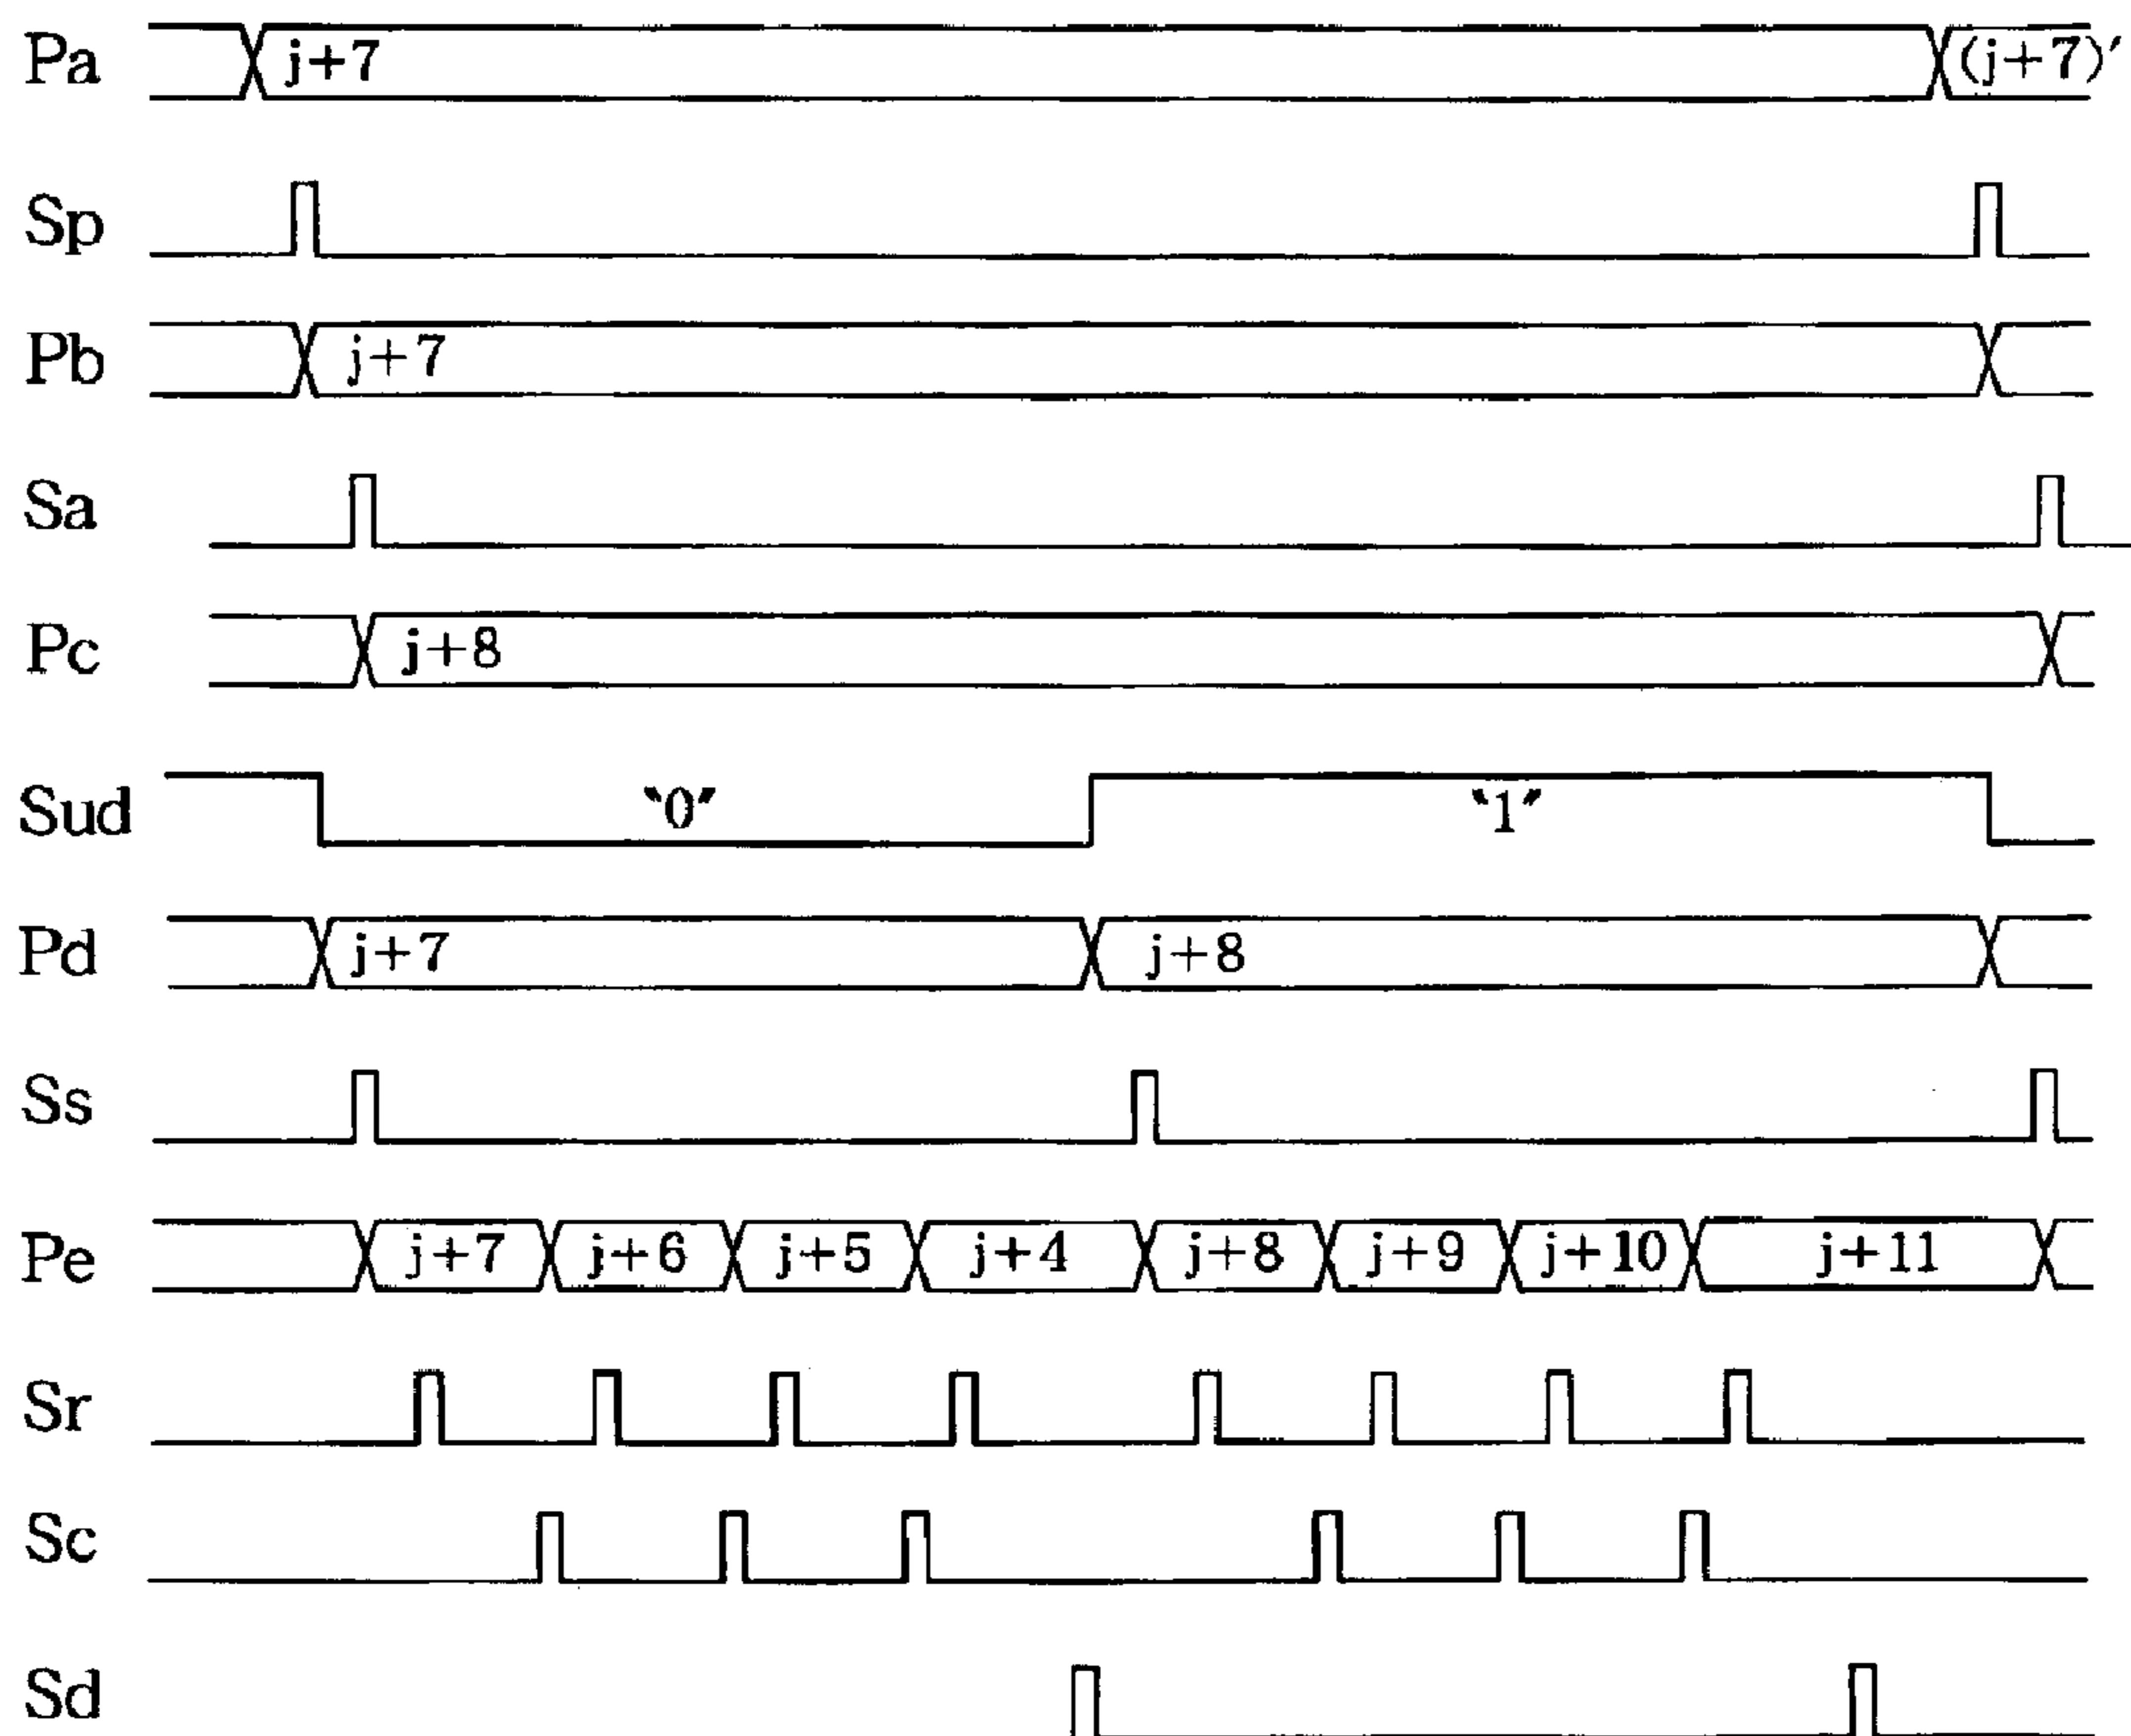 Pa j+7 (j+7)′
Sp
Pb j+7
Sa
Pc j+8
Sud “0” “1”
Pd j+7 j+8
Ss
Pe j+7 j+6 j+5 j+4 j+8 j+9 j+10 j+11
Sr
Sc
Sd